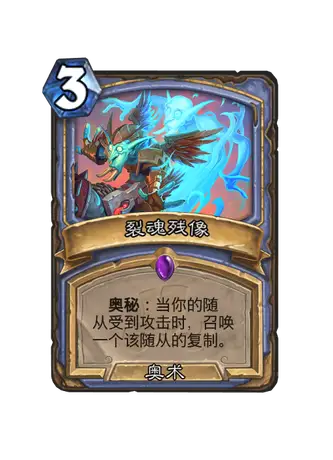 3
裂魂残像
奥秘：当你的随
从受到攻击时，召唤
一个该随从的复制。
奥术